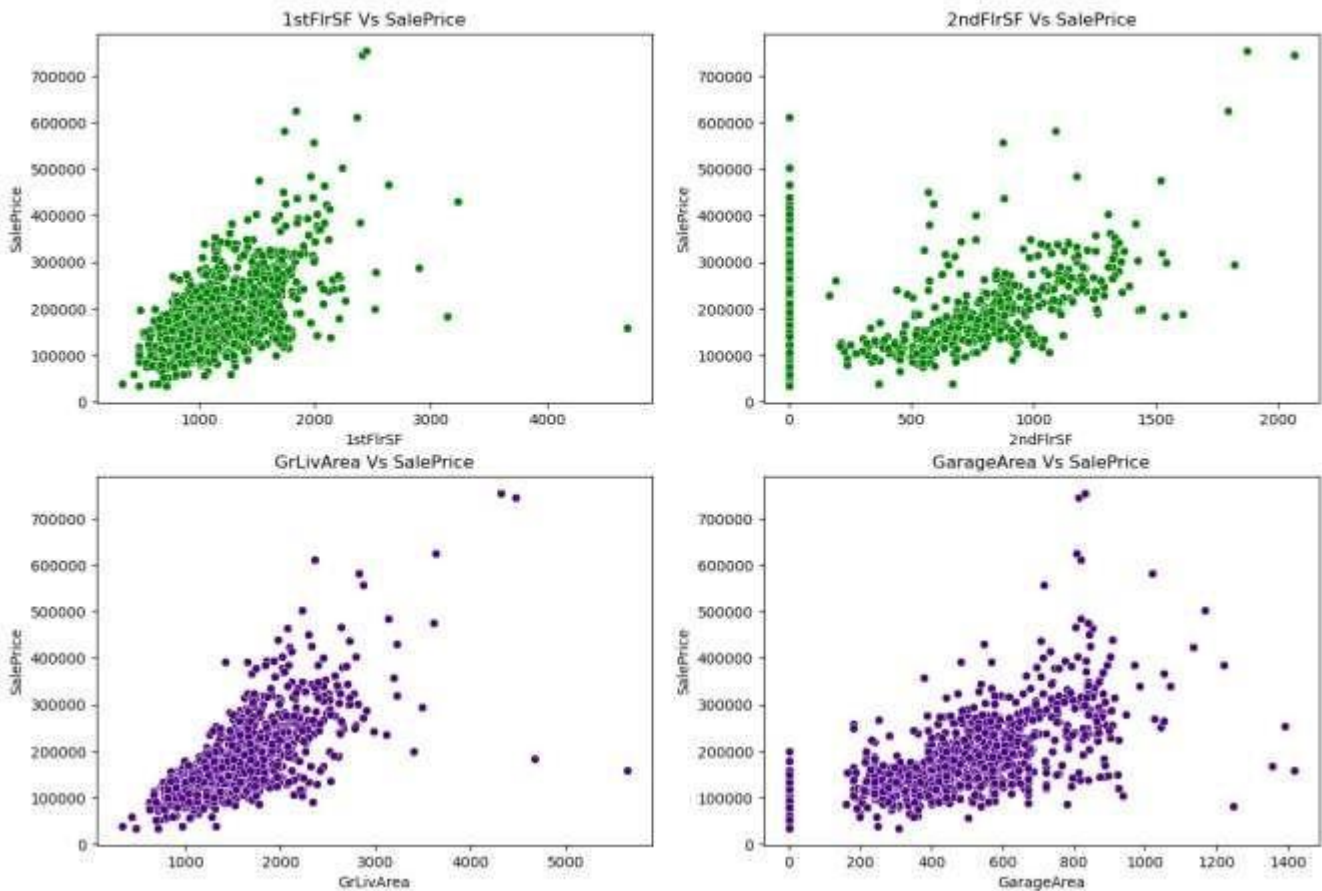 1stFlrSF Vs SalePrice
700000
600000
500000
400000
300000
200000
100000
0
SalePrice
1000 2000 3000 4000
1stFlrSF
2ndFlrSF Vs SalePrice
700000
600000
500000
400000
300000
200000
100000
0
SalePrice
0 500 1000 1500 2000
2ndFlrSF
GrLivArea Vs SalePrice
700000
600000
500000
400000
300000
200000
100000
0
SalePrice
1000 2000 3000 4000 5000
GrLivArea
GarageArea Vs SalePrice
700000
600000
500000
400000
300000
200000
100000
0
SalePrice
0 200 400 600 800 1000 1200 1400
GarageArea